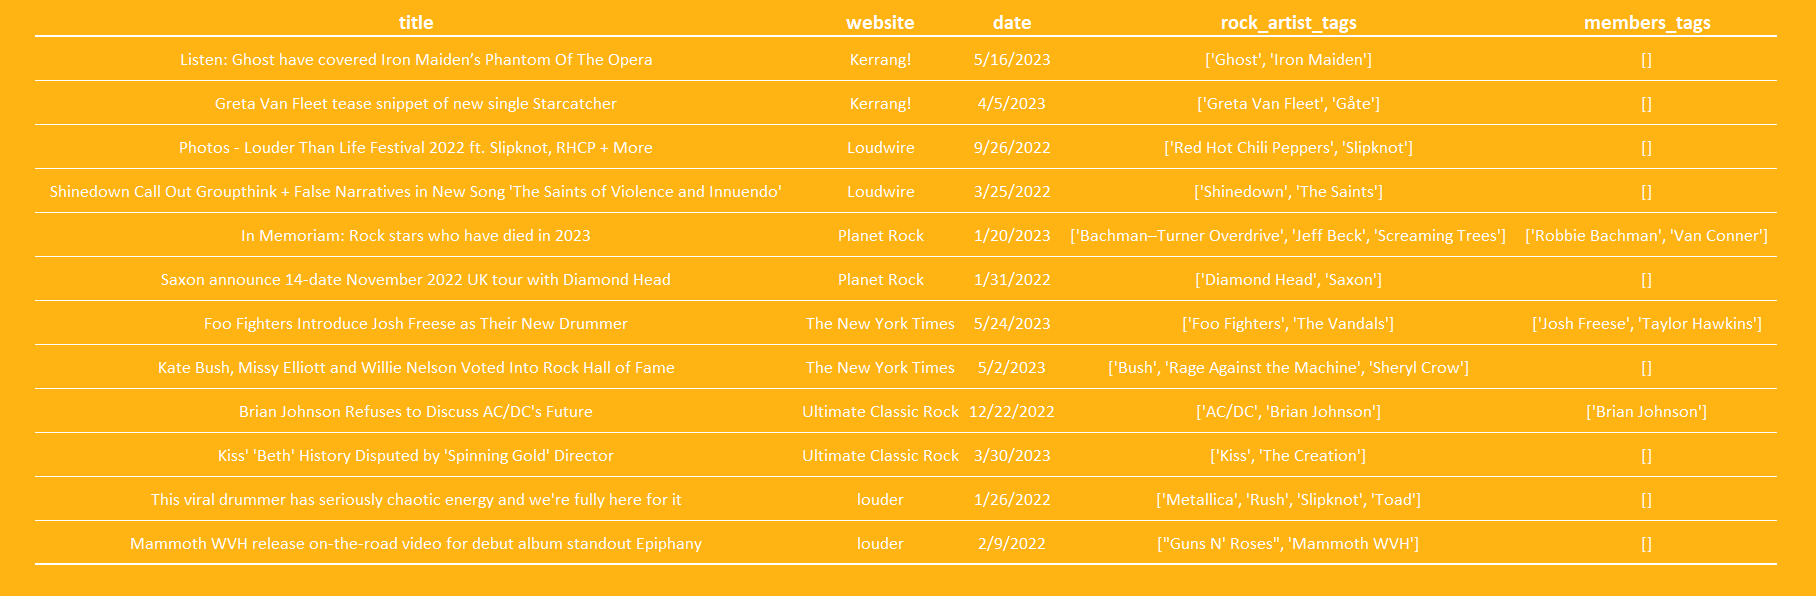 title website date rock_artist_tags members_tags
Listen: Ghost have covered Iron Maiden’s Phantom Of The Opera Kerrang! 5/16/2023 ['Ghost', 'Iron Maiden'] []
Greta Van Fleet tease snippet of new single Starcatcher Kerrang! 4/5/2023 ['Greta Van Fleet', 'Gåte'] []
Photos - Louder Than Life Festival 2022 ft. Slipknot, RHCP + More Loudwire 9/26/2022 ['Red Hot Chili Peppers', 'Slipknot'] []
Shinedown Call Out Groupthink + False Narratives in New Song 'The Saints of Violence and Innuendo' Loudwire 3/25/2022 ['Shinedown', 'The Saints'] []
In Memoriam: Rock stars who have died in 2023 Planet Rock 1/20/2023 ['Bachman–Turner Overdrive', 'Jeff Beck', 'Screaming Trees'] ['Robbie Bachman', 'Van Conner']
Saxon announce 14-date November 2022 UK tour with Diamond Head Planet Rock 1/31/2022 ['Diamond Head', 'Saxon'] []
Foo Fighters Introduce Josh Freese as Their New Drummer The New York Times 5/24/2023 ['Foo Fighters', 'The Vandals'] ['Josh Freese', 'Taylor Hawkins']
Kate Bush, Missy Elliott and Willie Nelson Voted Into Rock Hall of Fame The New York Times 5/2/2023 ['Bush', 'Rage Against the Machine', 'Sheryl Crow'] []
Brian Johnson Refuses to Discuss AC/DC's Future Ultimate Classic Rock 12/22/2022 ['AC/DC', 'Brian Johnson'] ['Brian Johnson']
Kiss' 'Beth' History Disputed by 'Spinning Gold' Director Ultimate Classic Rock 3/30/2023 ['Kiss', 'The Creation'] []
This viral drummer has seriously chaotic energy and we're fully here for it louder 1/26/2022 ['Metallica', 'Rush', 'Slipknot', 'Toad'] []
Mammoth WVH release on-the-road video for debut album standout Epiphany louder 2/9/2022 ["Guns N' Roses", 'Mammoth WVH'] []